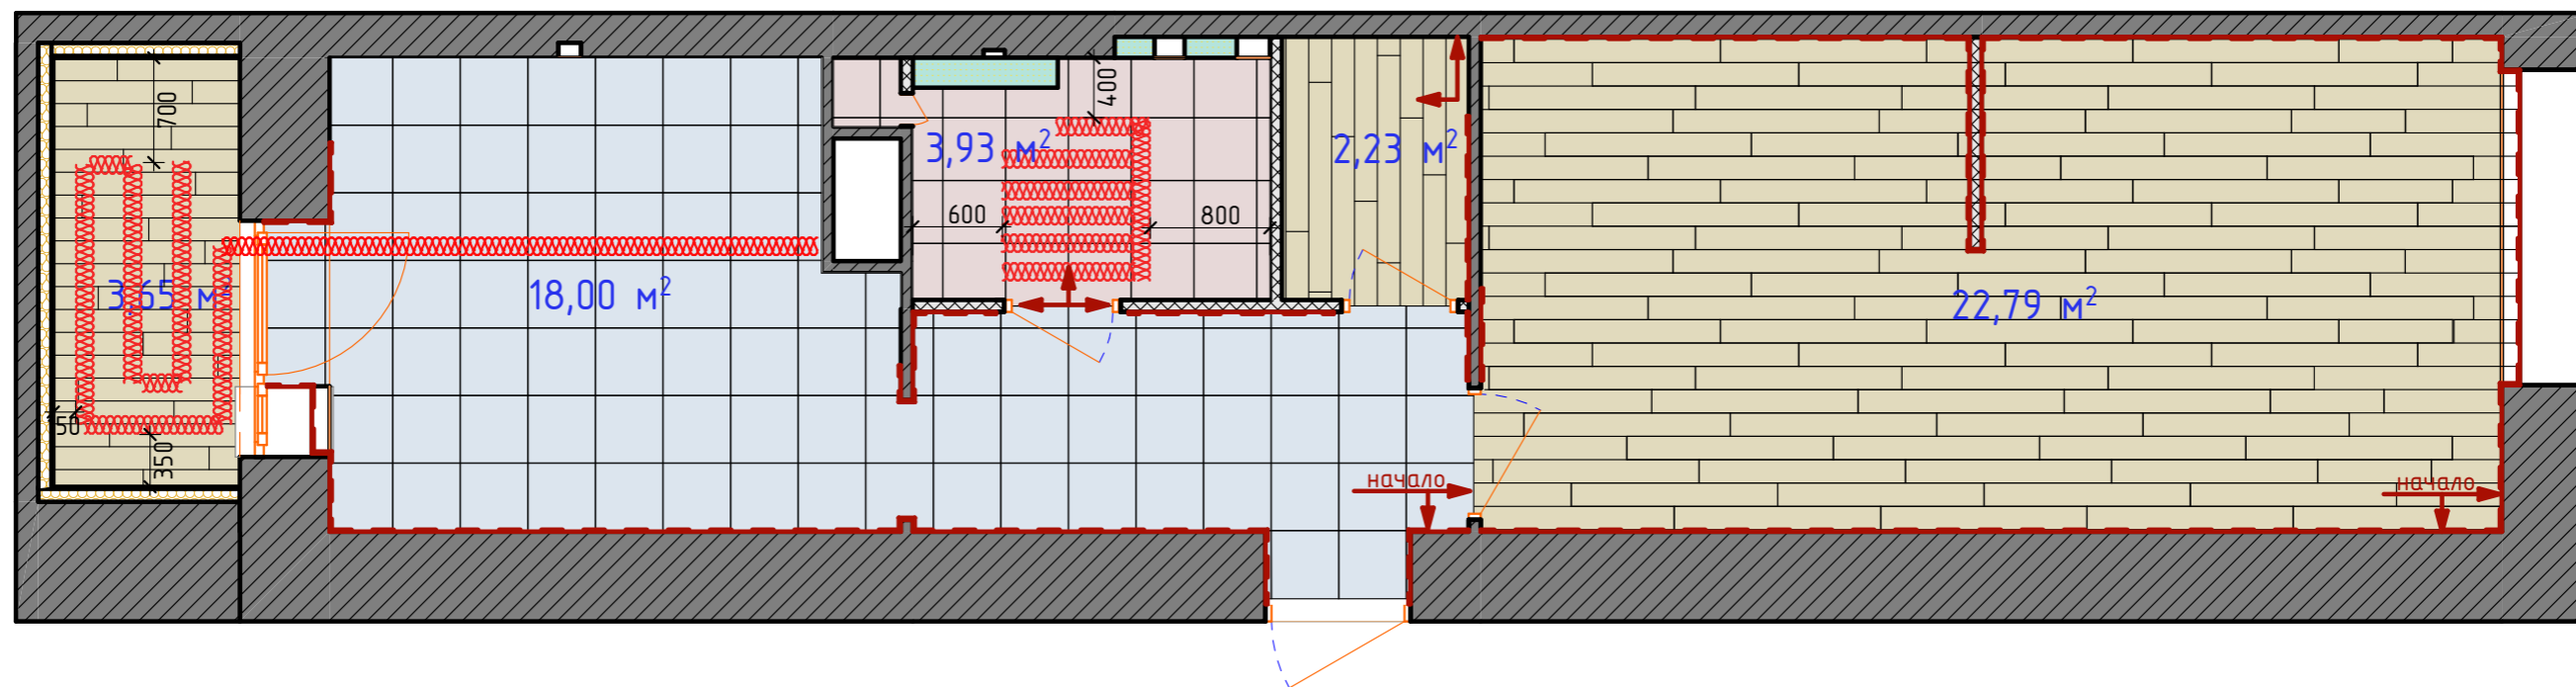 700
3,65 м²
50
350
18,00 м²
3,93 м²
400
600
800
2,23 м²
22,79 м²
начало
начало